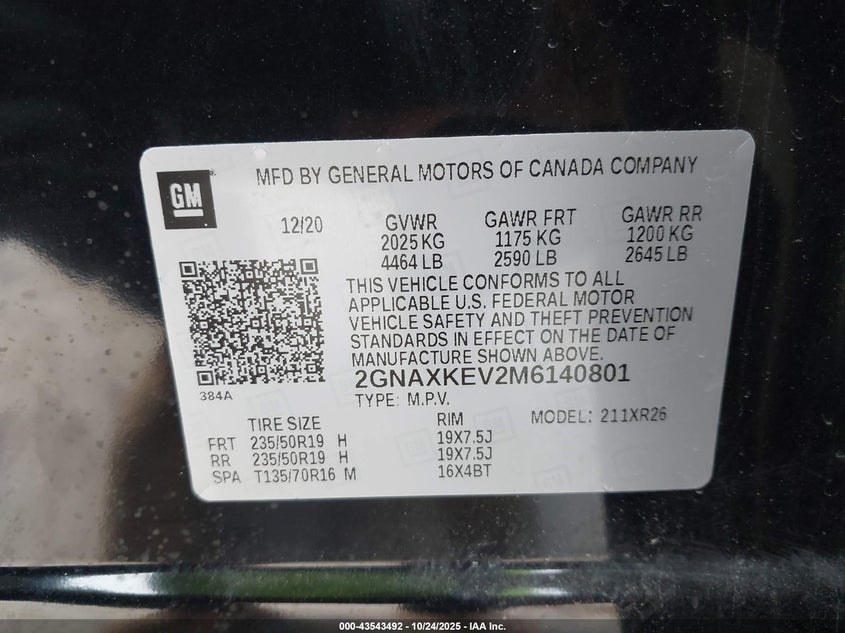 GM
MFD BY GENERAL MOTORS OF CANADA COMPANY
12/20
GVWR
2025 KG
4464 LB
GAWR FRT
1175 KG
2590 LB
GAWR RR
1200 KG
2645 LB
THIS VEHICLE CONFORMS TO ALL
APPLICABLE U.S. FEDERAL MOTOR
VEHICLE SAFETY AND THEFT PREVENTION
STANDARDS IN EFFECT ON THE DATE OF
MANUFACTURE SHOWN ABOVE.
2GNAXKEV2M6140801
384A
TYPE: M.P.V.
MODEL: 211XR26
TIRE SIZE RIM
FRT 235/50R19 H 19X7.5J
RR 235/50R19 H 19X7.5J
SPA T135/70R16 M 16X4BT
000-43543492 - 10/24/2025 - IAA Inc.